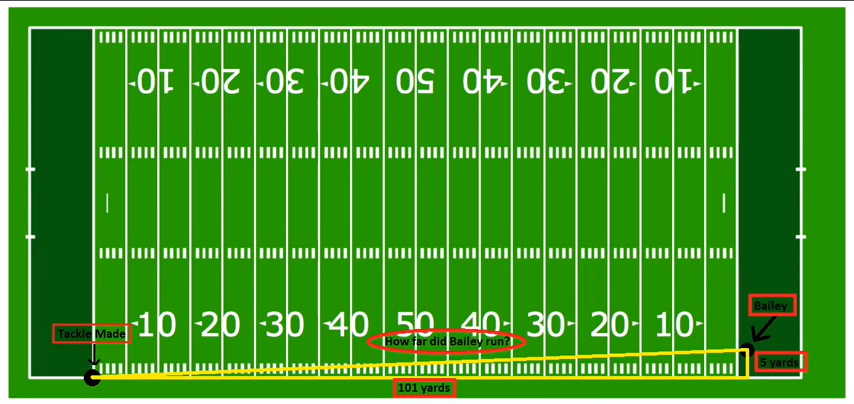 10 20 30 40 50 40 30 20 10
Bailey
Tackle Made
10 20 30 40 50 40 30 20 10
How far did Bailey run?
5 yards
101 yards